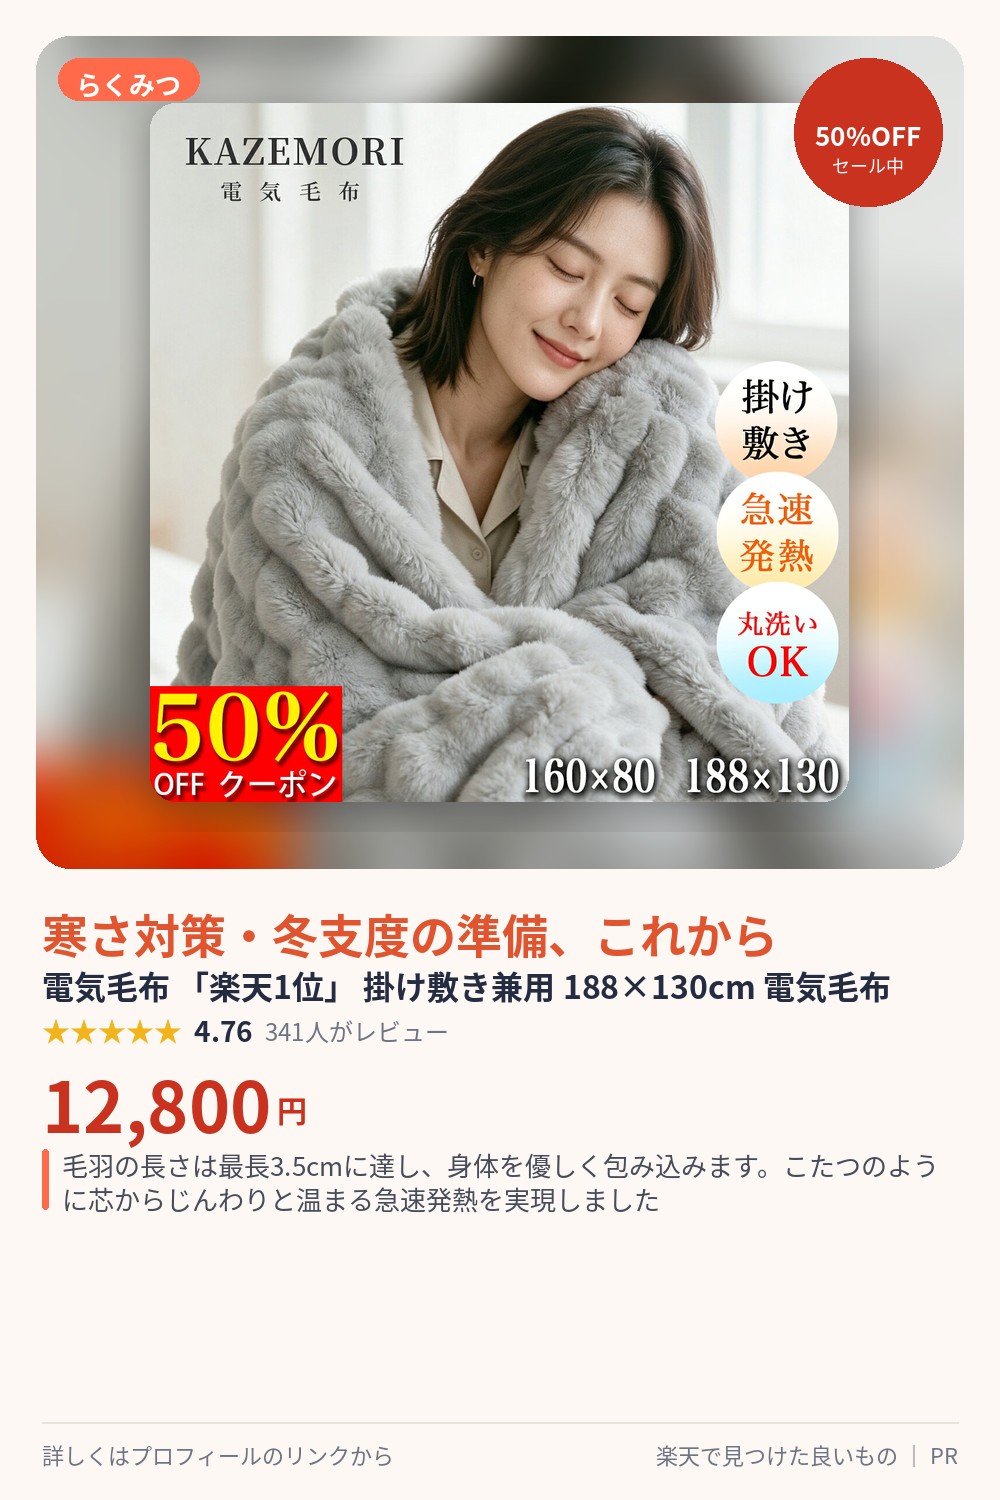 らくみつ
50%OFF
セール中
KAZEMORI
電気毛布
掛け
敷き
急速
発熱
丸洗い
OK
50%
OFF クーポン
160×80 188×130
寒さ対策・冬支度の準備、これから
電気毛布 「楽天1位」 掛け敷き兼用 188×130cm 電気毛布
★★★★★ 4.76 341人がレビュー
12,800円
毛羽の長さは最長3.5cmに達し、身体を優しく包み込みます。こたつのよう
に芯からじんわりと温まる急速発熱を実現しました
詳しくはプロフィールのリンクから
楽天で見つけた良いもの | PR